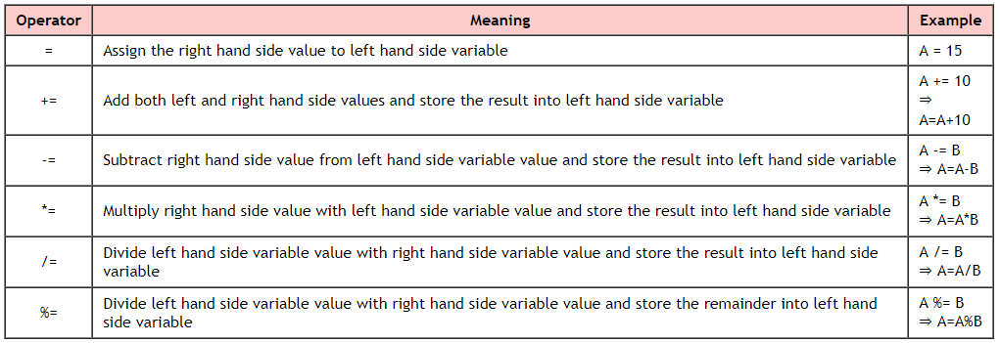 Operator Meaning Example
= Assign the right hand side value to left hand side variable A = 15
+= Add both left and right hand side values and store the result into left hand side variable A += 10
⇒
A=A+10
-= Subtract right hand side value from left hand side variable value and store the result into left hand side variable A -= B
⇒ A=A-B
*= Multiply right hand side value with left hand side variable value and store the result into left hand side variable A *= B
⇒ A=A*B
/= Divide left hand side variable value with right hand side variable value and store the result into left hand side
variable
A /= B
⇒ A=A/B
%= Divide left hand side variable value with right hand side variable value and store the remainder into left hand
side variable
A %= B
⇒ A=A%B